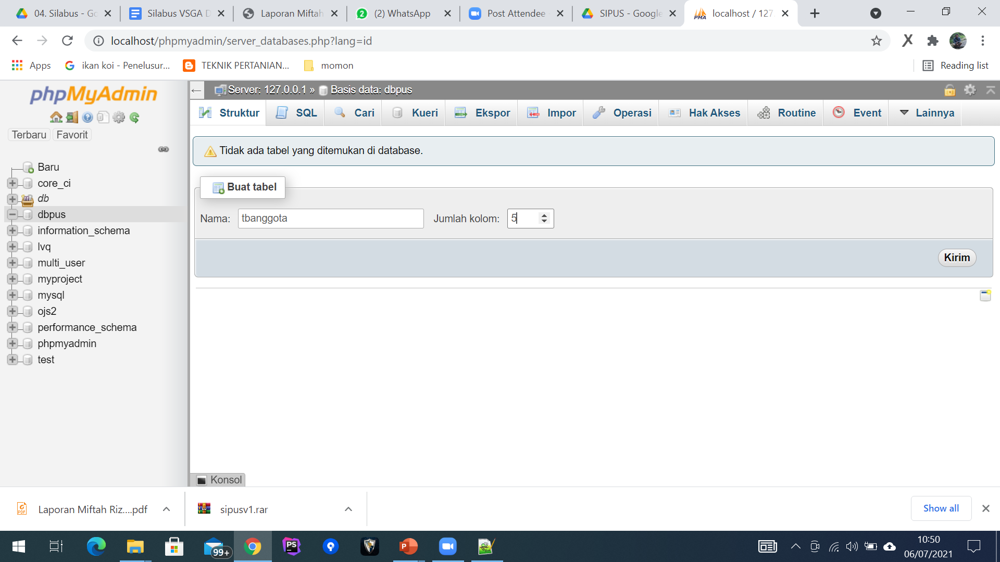 04. Silabus - Go
Silabus VSGA D
Laporan Miftah
(2) WhatsApp
Post Attendee -
SIPUS - Google
localhost / 127
localhost/phpmyadmin/server_databases.php?lang=id
Apps
ikan koi - Penelusur...
TEKNIK PERTANIAN...
momon
Reading list
phpMyAdmin
Terbaru
Favorit
Baru
core_ci
db
dbpus
information_schema
lvq
multi_user
myproject
mysql
ojs2
performance_schema
phpmyadmin
test
Server: 127.0.0.1 » Basis data: dbpus
Struktur
SQL
Cari
Kueri
Ekspor
Impor
Operasi
Hak Akses
Routine
Event
Lainnya
Tidak ada tabel yang ditemukan di database.
Buat tabel
Nama: tbanggota Jumlah kolom: 5
Kirim
Konsol
Laporan Miftah Riz....pdf
sipusv1.rar
Show all
99+
10:50
06/07/2021